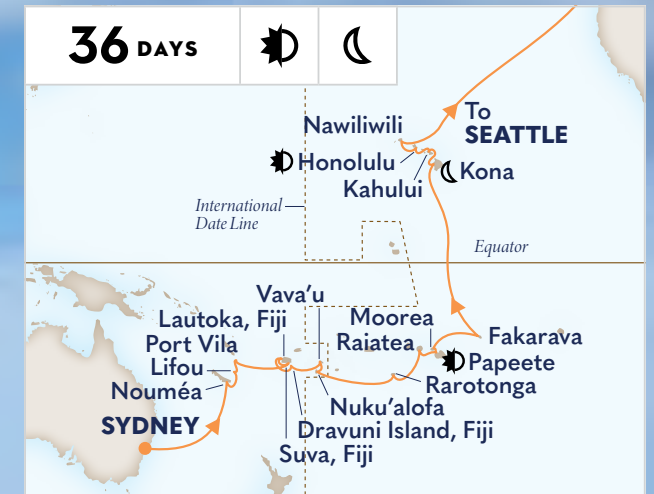 36 DAYS
Nawiliwili
To
SEATTLE
Honolulu
Kona
Kahului
International
Date Line
Equator
Vava‘u
Lautoka, Fiji
Moorea
Port Vila
Raiatea
Fakarava
Lifou
Papeete
Nouméa
Rarotonga
Nuku‘alofa
SYDNEY
Dravuni Island, Fiji
Suva, Fiji